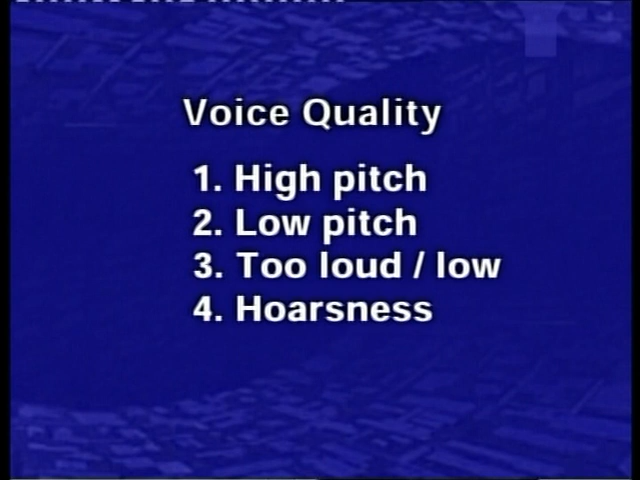 Voice Quality
1. High pitch
2. Low pitch
3. Too loud / low
4. Hoarsness